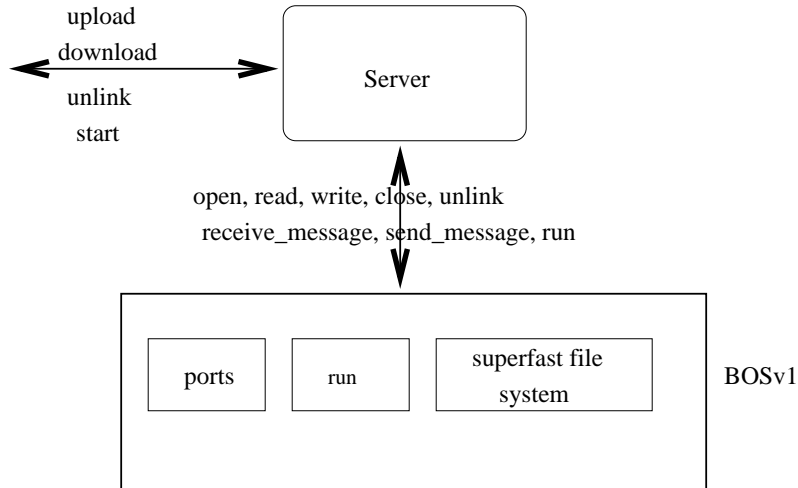 upload
download
unlink
start
Server
open, read, write, close, unlink
receive_message, send_message, run
ports
run
superfast file
system
BOSv1